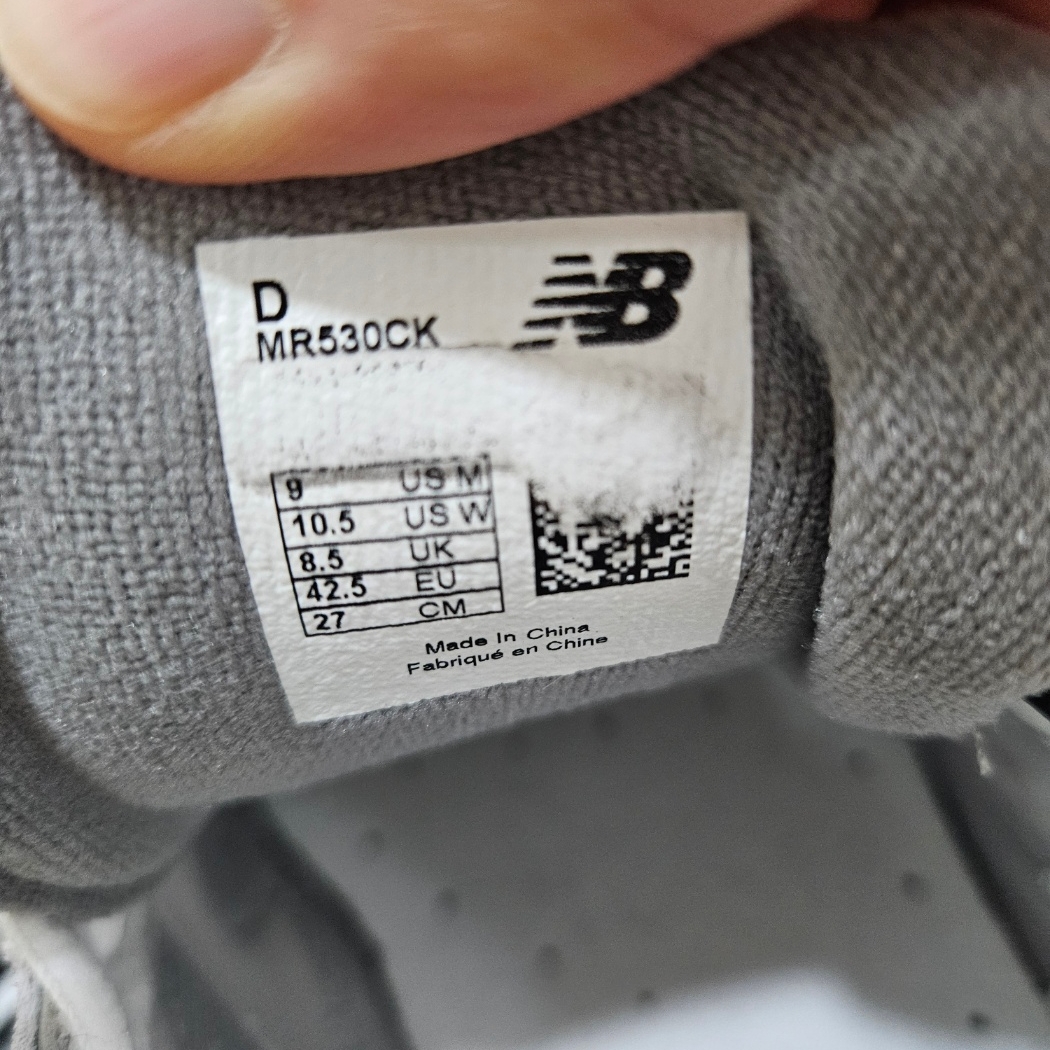 D
NB
MR530CK
9 US M
10.5 US W
8.5 UK
42.5 EU
27 CM
Made In China
Fabriqué en Chine